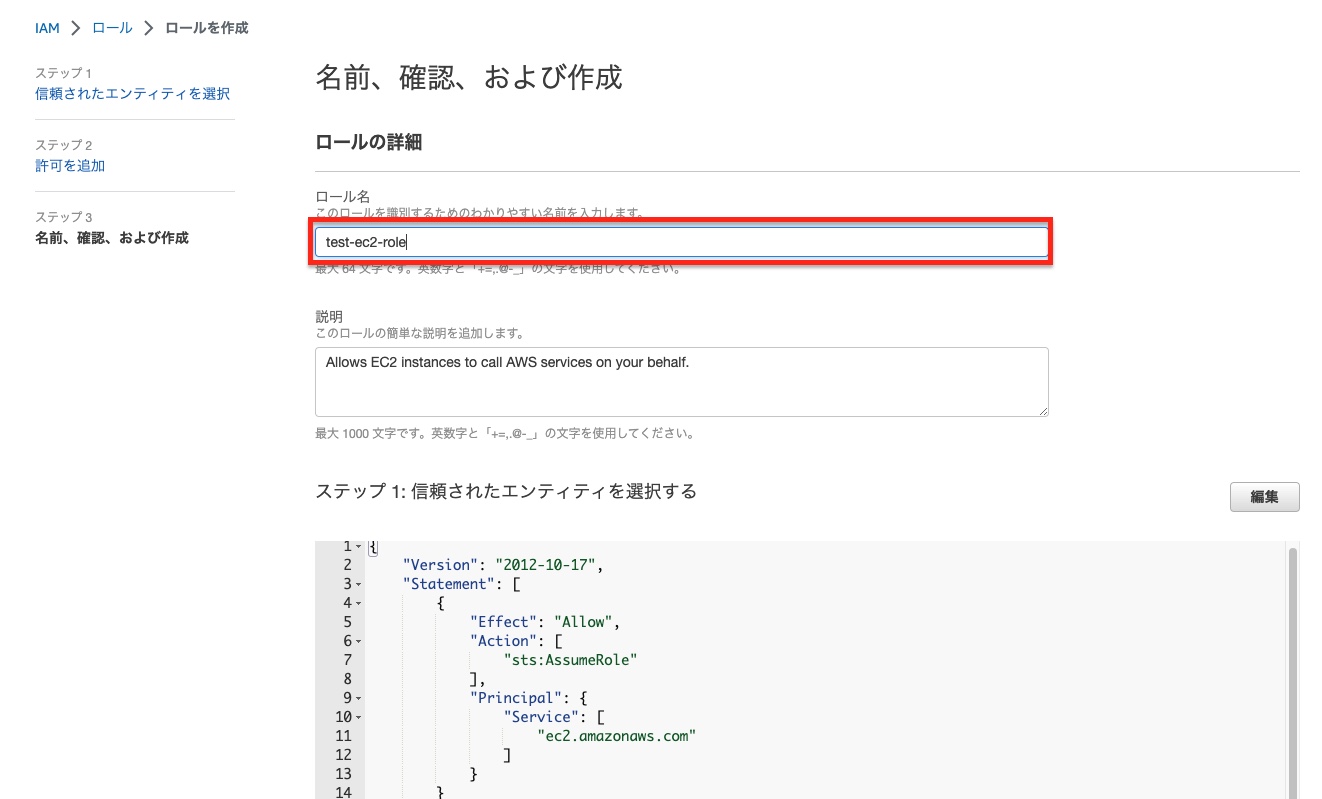 IAM > ロール > ロールを作成
ステップ 1
信頼されたエンティティを選択
ステップ 2
許可を追加
ステップ 3
名前、確認、および作成
名前、確認、および作成
ロールの詳細
ロール名
このロールを識別するためのわかりやすい名前を入力します。
test-ec2-role
最大 64 文字です。英数字と「+=,.@-_」の文字を使用してください。
説明
このロールの簡単な説明を追加します。
Allows EC2 instances to call AWS services on your behalf.
最大 1000 文字です。英数字と「+=,.@-_」の文字を使用してください。
ステップ 1: 信頼されたエンティティを選択する
編集
1 {
2 "Version": "2012-10-17",
3 "Statement": [
4 {
5 "Effect": "Allow",
6 "Action": [
7 "sts:AssumeRole"
8 ],
9 "Principal": {
10 "Service": [
11 "ec2.amazonaws.com"
12 ]
13 }
14 }